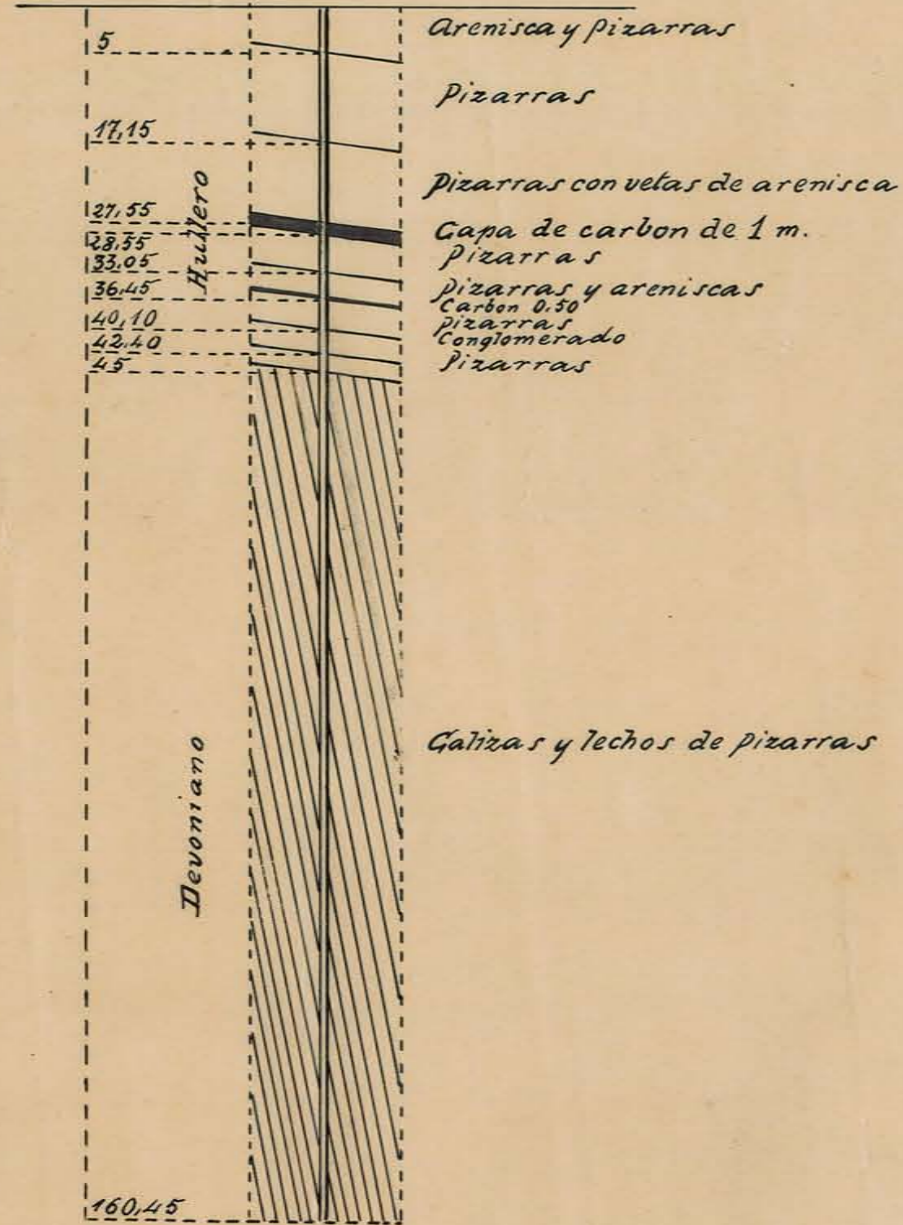 Arenisca y pizarras
5
Pizarras
17,15
Pizarras con vetas de arenisca
27,55
Capa de carbon de 1 m.
28,55
Pizarras
33,05
Hullero
pizarras y areniscas
36,45
Carbon 0,50
pizarras
40,10
Conglomerado
42,40
Pizarras
45
Calizas y lechos de pizarras
Devoniano
160,45